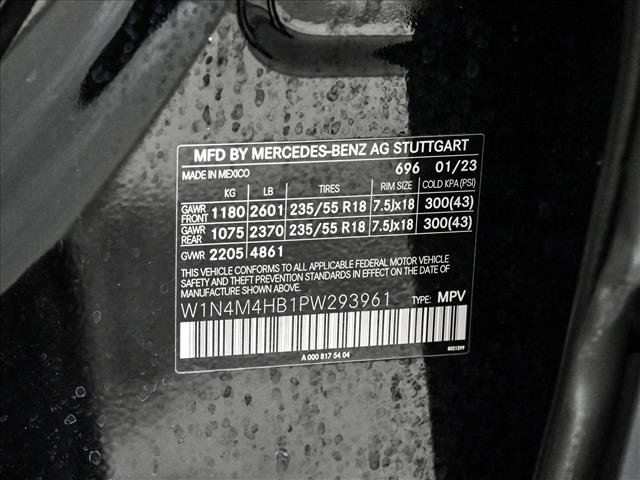 MFD BY MERCEDES-BENZ AG STUTTGART
MADE IN MEXICO 696 01/23
KG LB TIRES RIM SIZE COLD KPA (PSI)
GAWR FRONT 1180 2601 235/55 R18 7.5Jx18 300(43)
GAWR REAR 1075 2370 235/55 R18 7.5Jx18 300(43)
GVWR 2205 4861
THIS VEHICLE CONFORMS TO ALL APPLICABLE FEDERAL MOTOR VEHICLE
SAFETY AND THEFT PREVENTION STANDARDS IN EFFECT ON THE DATE OF
MANUFACTURE SHOWN ABOVE.
W1N4M4HB1PW293961 TYPE: MPV
A 000 817 54 04 0021299